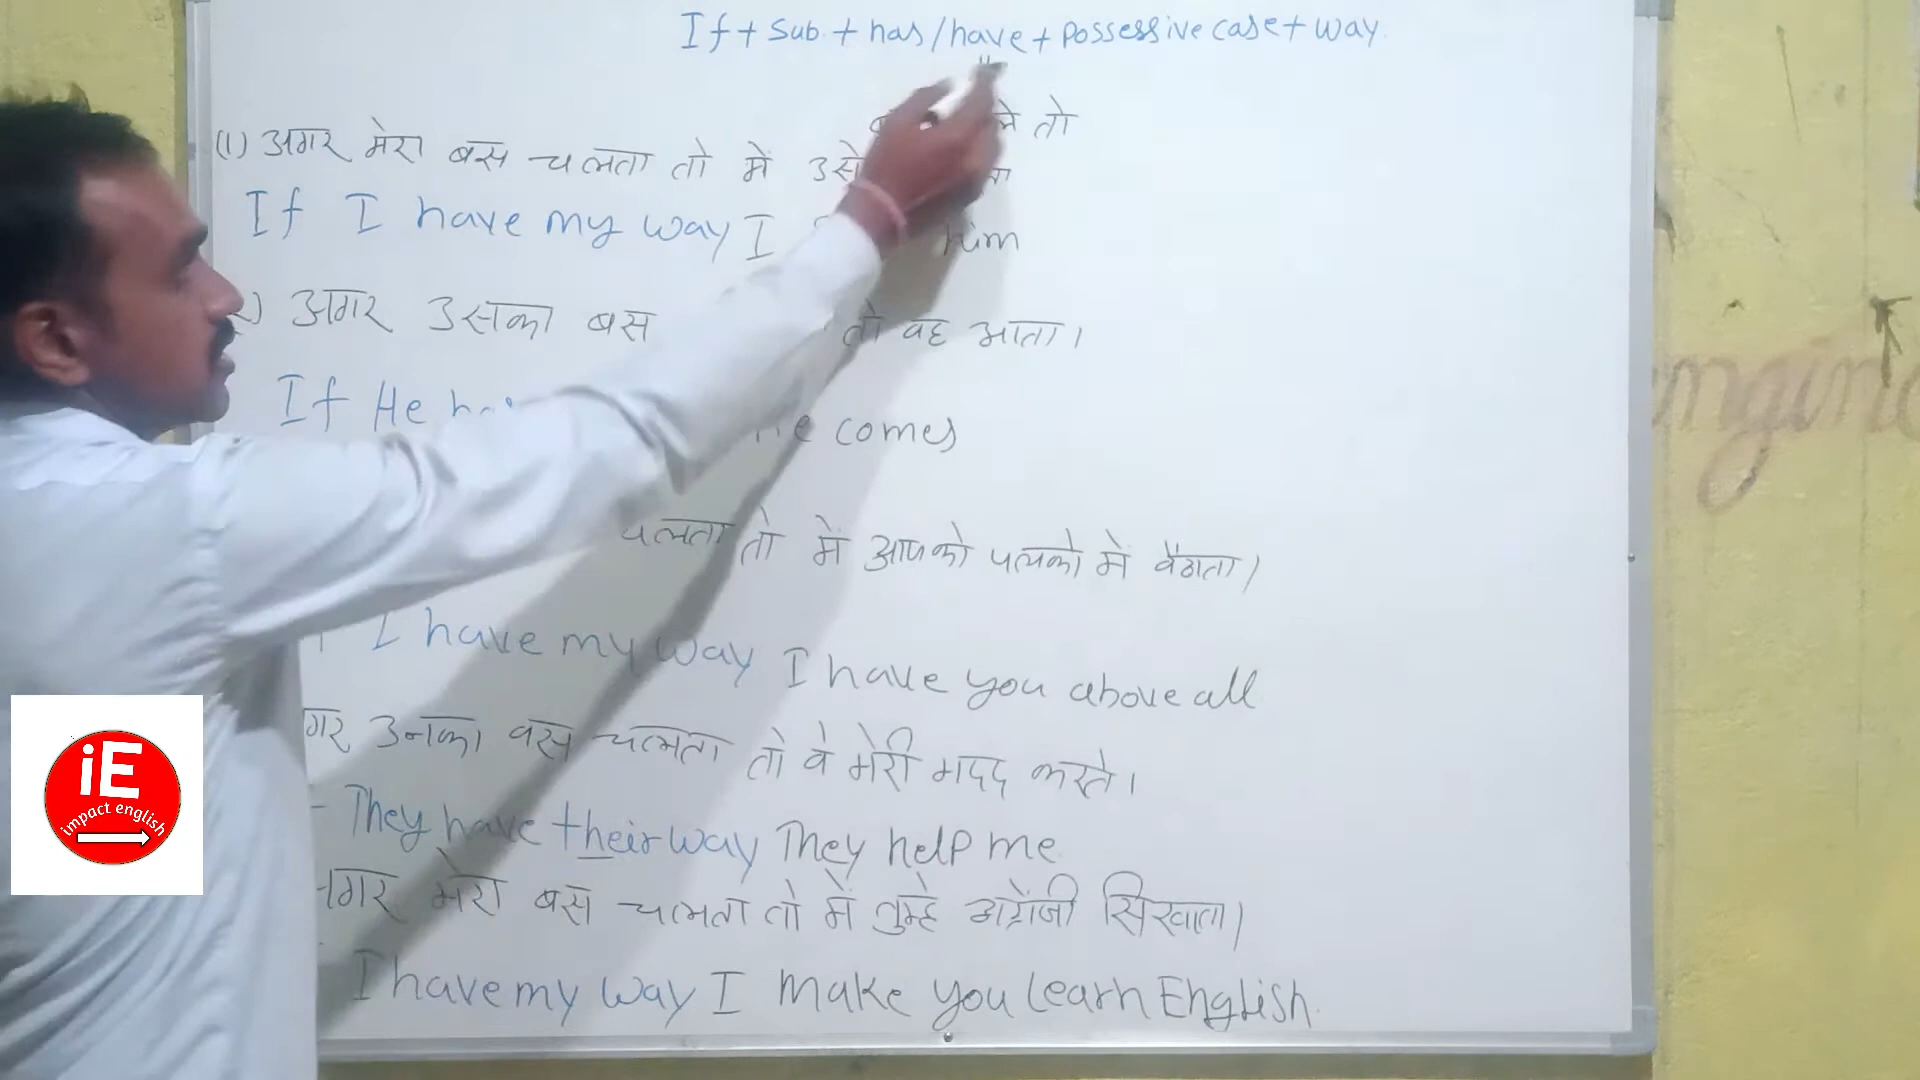 If + Sub. + has/have + Possessive case + way.
तो
(1) अगर मेरा बस चलता तो में उसे
If I have my way I him
अगर उसका बस तो वह आता।
If He comes
चलता तो में आपको पलको में बैठाता।
I have my way I have you above all
उनका बस चलता तो वे मेरी मदद करते।
They have their way They help me
मेरा बस चलता तो में तुम्हे अंग्रेंजी सिखाता।
I have my way I make you learn English.
iE
impact english